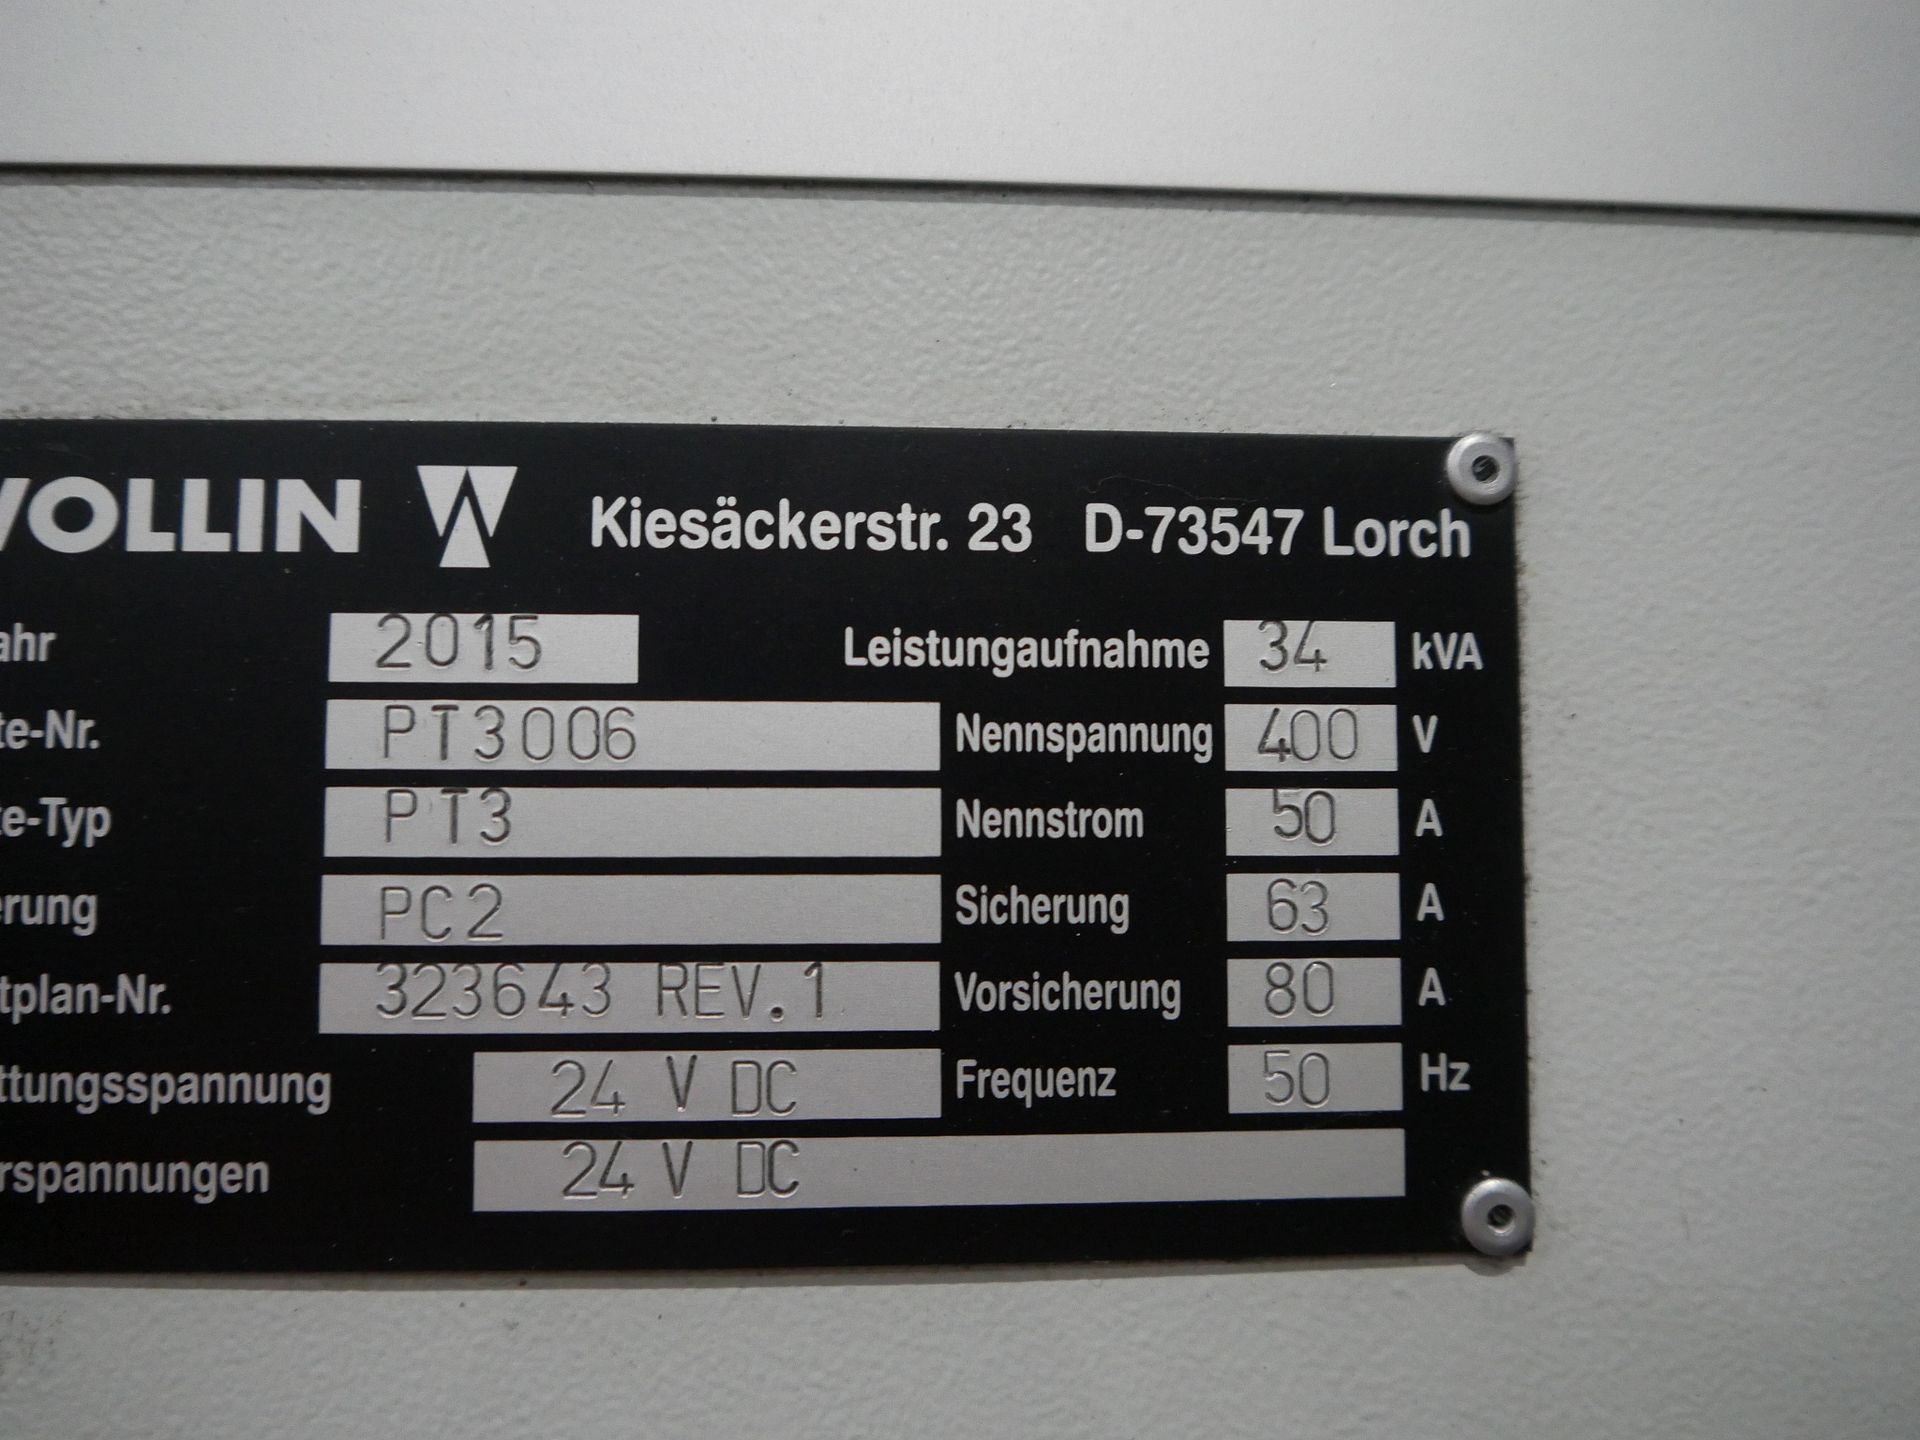 WOLLIN Kiesäckerstr. 23 D-73547 Lorch
ahr 2015 Leistungaufnahme 34 kVA
te-Nr. PT3006 Nennspannung 400 V
te-Typ PT3 Nennstrom 50 A
erung PC2 Sicherung 63 A
tplan-Nr. 323643 REV.1 Vorsicherung 80 A
ttungsspannung 24 V DC Frequenz 50 Hz
rspannungen 24 V DC